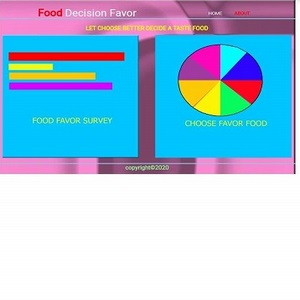 Food Decision Favor
HOME ABOUT
LET CHOOSE BETTER DECIDE A TASTE FOOD
FOOD FAVOR SURVEY
CHOOSE FAVOR FOOD
copyright©2020